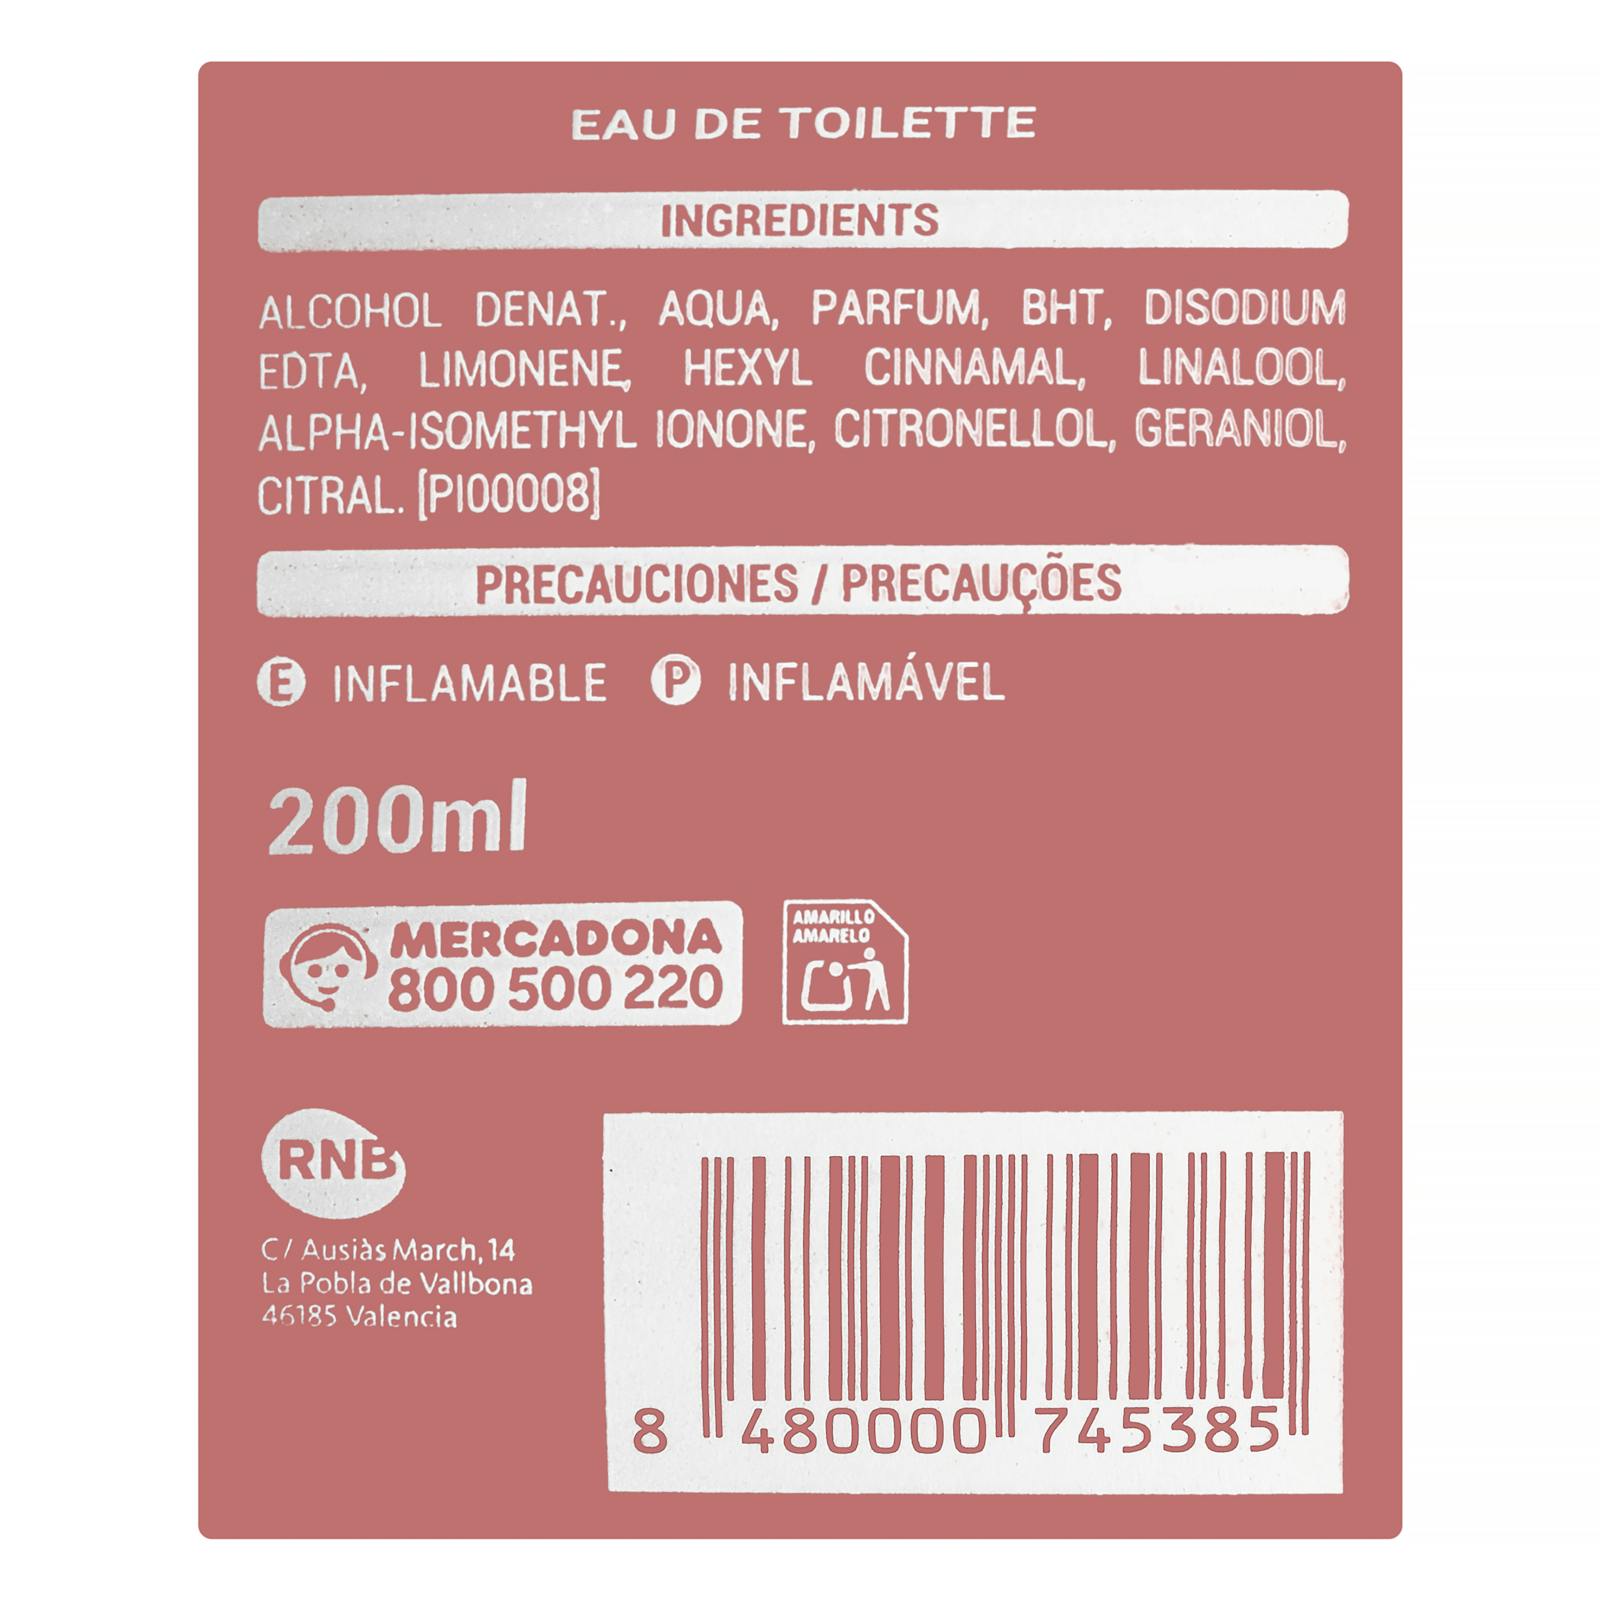 EAU DE TOILETTE
INGREDIENTS
ALCOHOL DENAT., AQUA, PARFUM, BHT, DISODIUM
EDTA, LIMONENE, HEXYL CINNAMAL, LINALOOL,
ALPHA-ISOMETHYL IONONE, CITRONELLOL, GERANIOL,
CITRAL. [PI00008]
PRECAUCIONES / PRECAUÇÕES
E INFLAMABLE P INFLAMÁVEL
200ml
MERCADONA
800 500 220
AMARILLO
AMARELO
RNB
C/ Ausiàs March, 14
La Pobla de Vallbona
46185 Valencia
8 480000 745385